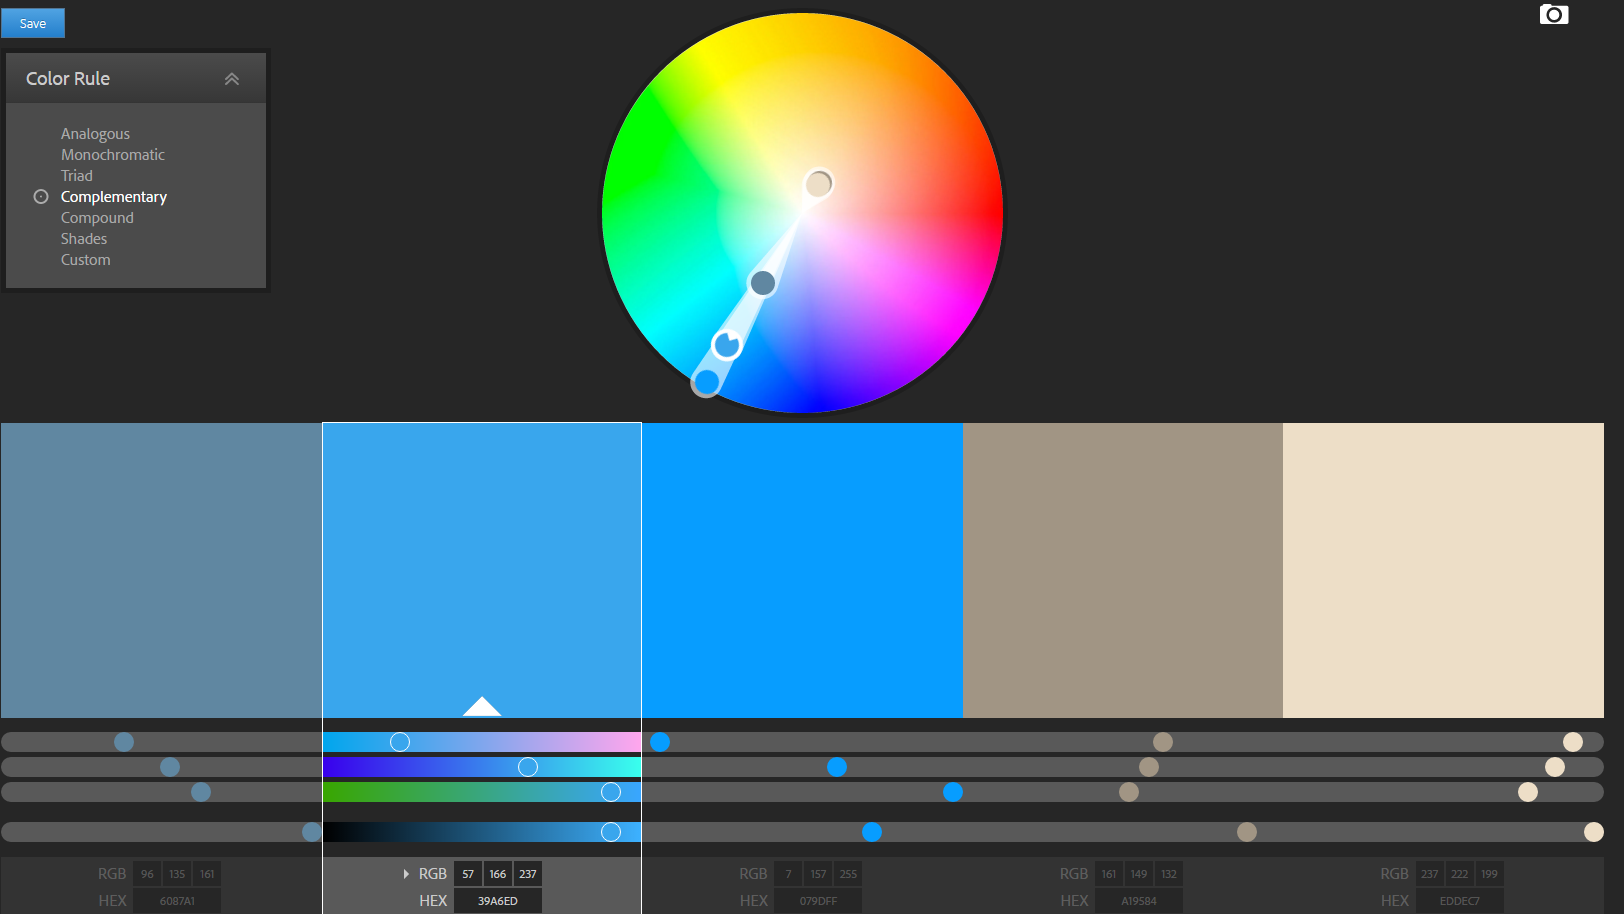 Save
Color Rule
Analogous
Monochromatic
Triad
Complementary
Compound
Shades
Custom
RGB 96 135 161 RGB 57 166 237 RGB 7 157 255 RGB 161 149 132 RGB 237 222 199
HEX 6087A1 HEX 39A6ED HEX 079DFF HEX A19584 HEX EDDEC7